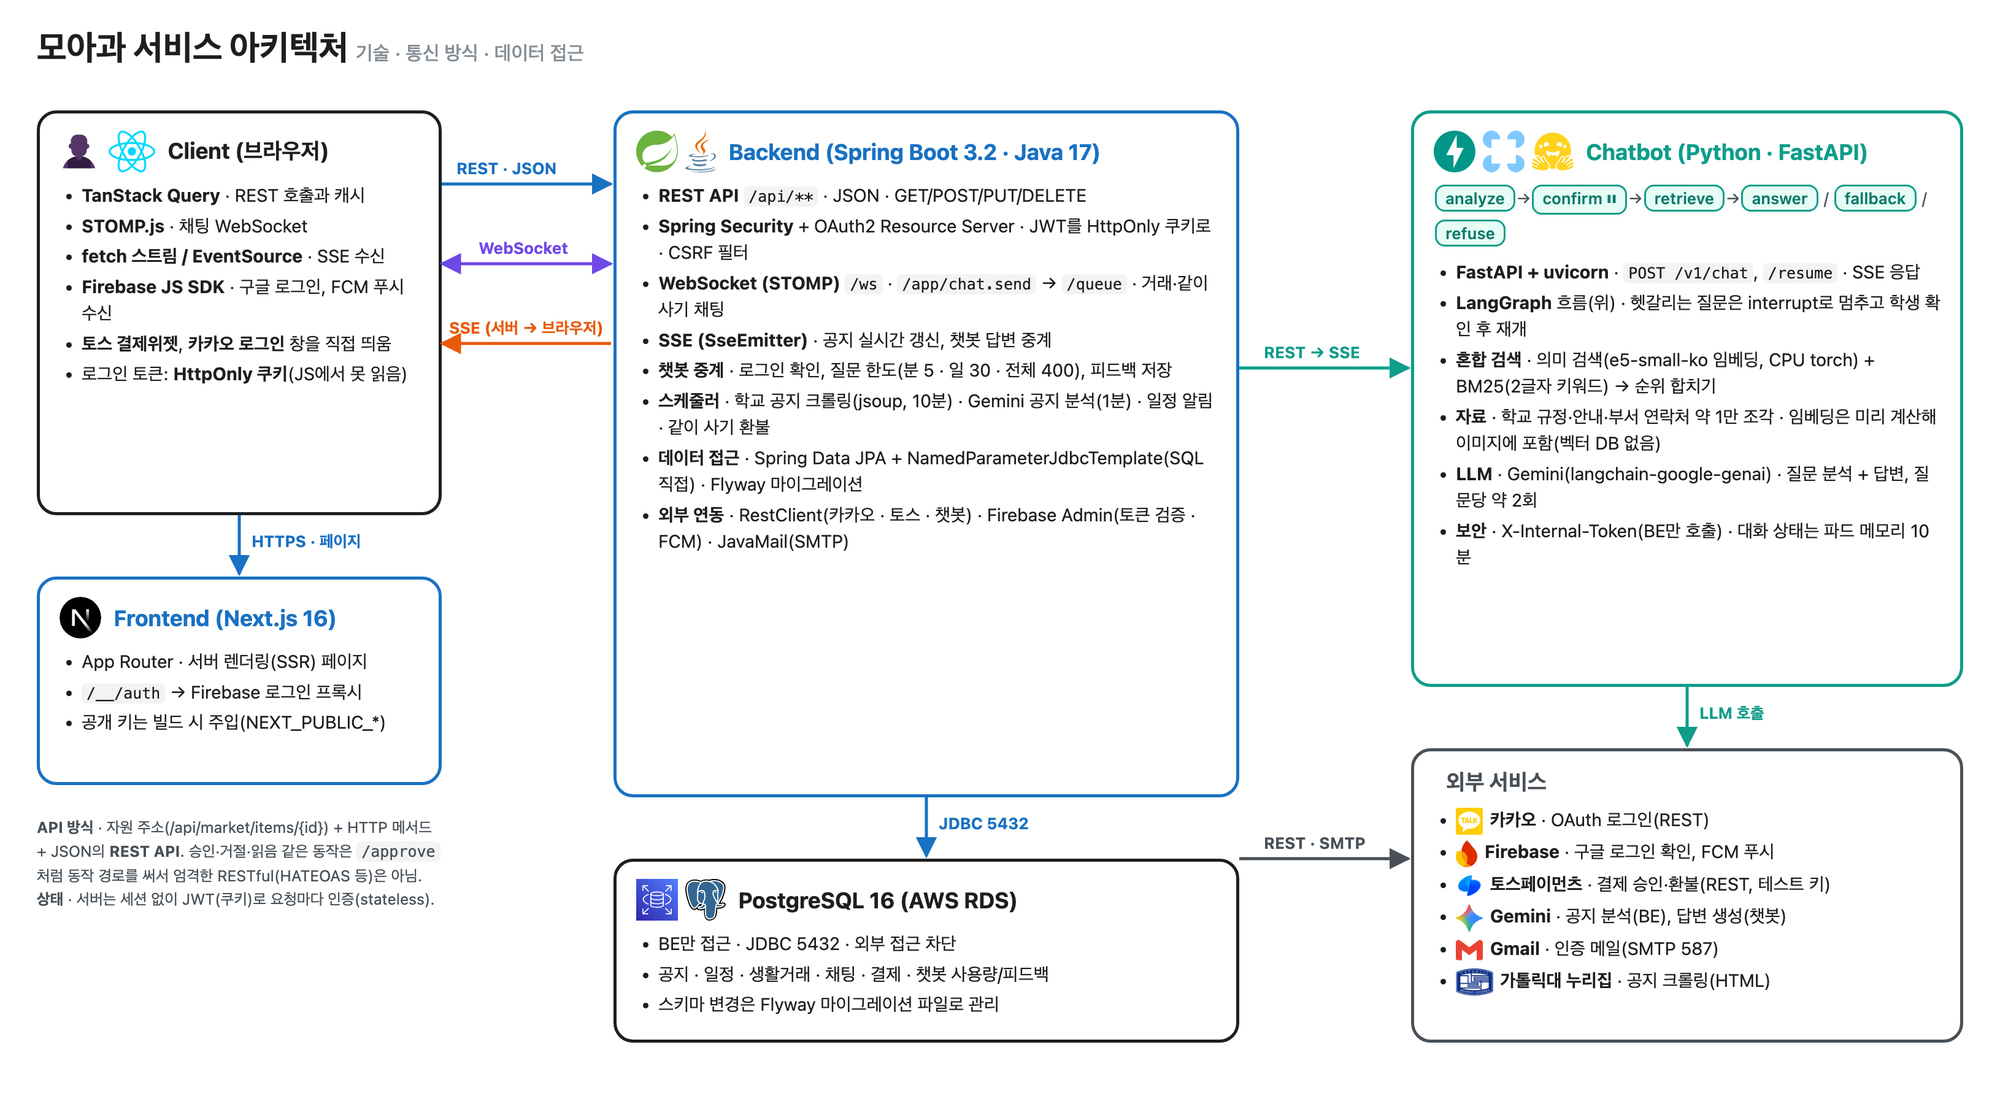 모아과 서비스 아키텍처 기술 · 통신 방식 · 데이터 접근
Client (브라우저)
• TanStack Query · REST 호출과 캐시
• STOMP.js · 채팅 WebSocket
• fetch 스트림 / EventSource · SSE 수신
• Firebase JS SDK · 구글 로그인, FCM 푸시
수신
• 토스 결제위젯, 카카오 로그인 창을 직접 띄움
• 로그인 토큰: HttpOnly 쿠키(JS에서 못 읽음)
REST · JSON
WebSocket
SSE (서버 → 브라우저)
HTTPS · 페이지
Frontend (Next.js 16)
• App Router · 서버 렌더링(SSR) 페이지
• /__/auth → Firebase 로그인 프록시
• 공개 키는 빌드 시 주입(NEXT_PUBLIC_*)
API 방식 · 자원 주소(/api/market/items/{id}) + HTTP 메서드
+ JSON의 REST API. 승인·거절·읽음 같은 동작은 /approve
처럼 동작 경로를 써서 엄격한 RESTful(HATEOAS 등)은 아님.
상태 · 서버는 세션 없이 JWT(쿠키)로 요청마다 인증(stateless).
Backend (Spring Boot 3.2 · Java 17)
• REST API /api/** · JSON · GET/POST/PUT/DELETE
• Spring Security + OAuth2 Resource Server · JWT를 HttpOnly 쿠키로
· CSRF 필터
• WebSocket (STOMP) /ws · /app/chat.send → /queue · 거래·같이
사기 채팅
• SSE (SseEmitter) · 공지 실시간 갱신, 챗봇 답변 중계
• 챗봇 중계 · 로그인 확인, 질문 한도(분 5 · 일 30 · 전체 400), 피드백 저장
• 스케줄러 · 학교 공지 크롤링(jsoup, 10분) · Gemini 공지 분석(1분) · 일정 알림
· 같이 사기 환불
• 데이터 접근 · Spring Data JPA + NamedParameterJdbcTemplate(SQL
직접) · Flyway 마이그레이션
• 외부 연동 · RestClient(카카오 · 토스 · 챗봇) · Firebase Admin(토큰 검증 ·
FCM) · JavaMail(SMTP)
JDBC 5432
PostgreSQL 16 (AWS RDS)
• BE만 접근 · JDBC 5432 · 외부 접근 차단
• 공지 · 일정 · 생활거래 · 채팅 · 결제 · 챗봇 사용량/피드백
• 스키마 변경은 Flyway 마이그레이션 파일로 관리
REST → SSE
REST · SMTP
Chatbot (Python · FastAPI)
analyze → confirm ⏸ → retrieve → answer / fallback /
refuse
• FastAPI + uvicorn · POST /v1/chat, /resume · SSE 응답
• LangGraph 흐름(위) · 헷갈리는 질문은 interrupt로 멈추고 학생 확
인 후 재개
• 혼합 검색 · 의미 검색(e5-small-ko 임베딩, CPU torch) +
BM25(2글자 키워드) → 순위 합치기
• 자료 · 학교 규정·안내·부서 연락처 약 1만 조각 · 임베딩은 미리 계산해
이미지에 포함(벡터 DB 없음)
• LLM · Gemini(langchain-google-genai) · 질문 분석 + 답변, 질
문당 약 2회
• 보안 · X-Internal-Token(BE만 호출) · 대화 상태는 파드 메모리 10
분
LLM 호출
외부 서비스
• TALK 카카오 · OAuth 로그인(REST)
• Firebase · 구글 로그인 확인, FCM 푸시
• 토스페이먼츠 · 결제 승인·환불(REST, 테스트 키)
• Gemini · 공지 분석(BE), 답변 생성(챗봇)
• Gmail · 인증 메일(SMTP 587)
• 가톨릭대 누리집 · 공지 크롤링(HTML)